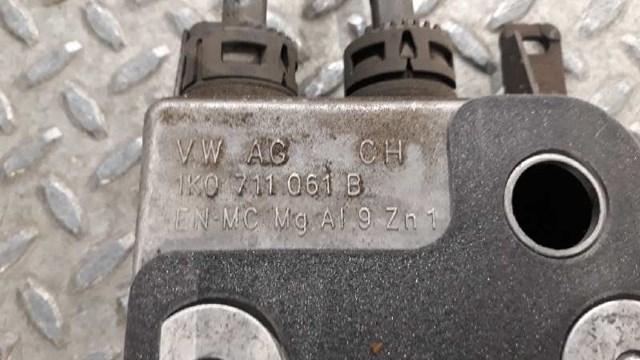 VW AG CH
1K0 711 061 B
EN-MC Mg Al 9 Zn 1